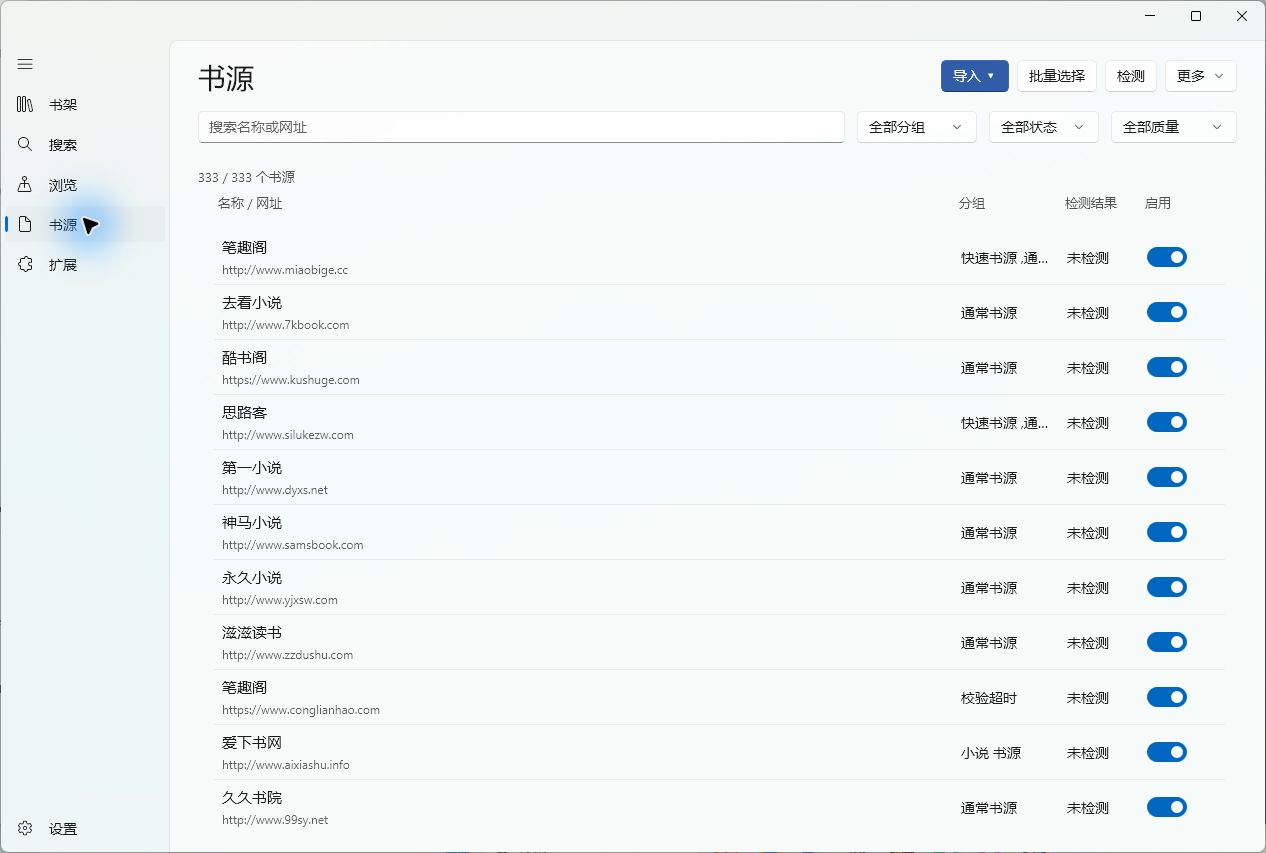 书架
搜索
浏览
书源
扩展
设置
书源
导入
批量选择
检测
更多
搜索名称或网址
全部分组
全部状态
全部质量
333 / 333 个书源
名称 / 网址 分组 检测结果 启用
笔趣阁
http://www.miaobige.cc
快速书源 ,通... 未检测
去看小说
http://www.7kbook.com
通常书源 未检测
酷书阁
https://www.kushuge.com
通常书源 未检测
思路客
http://www.silukezw.com
快速书源 ,通... 未检测
第一小说
http://www.dyxs.net
通常书源 未检测
神马小说
http://www.samsbook.com
通常书源 未检测
永久小说
http://www.yjxsw.com
通常书源 未检测
滋滋读书
http://www.zzdushu.com
通常书源 未检测
笔趣阁
https://www.conglianhao.com
校验超时 未检测
爱下书网
http://www.aixiashu.info
小说 书源 未检测
久久书院
http://www.99sy.net
通常书源 未检测